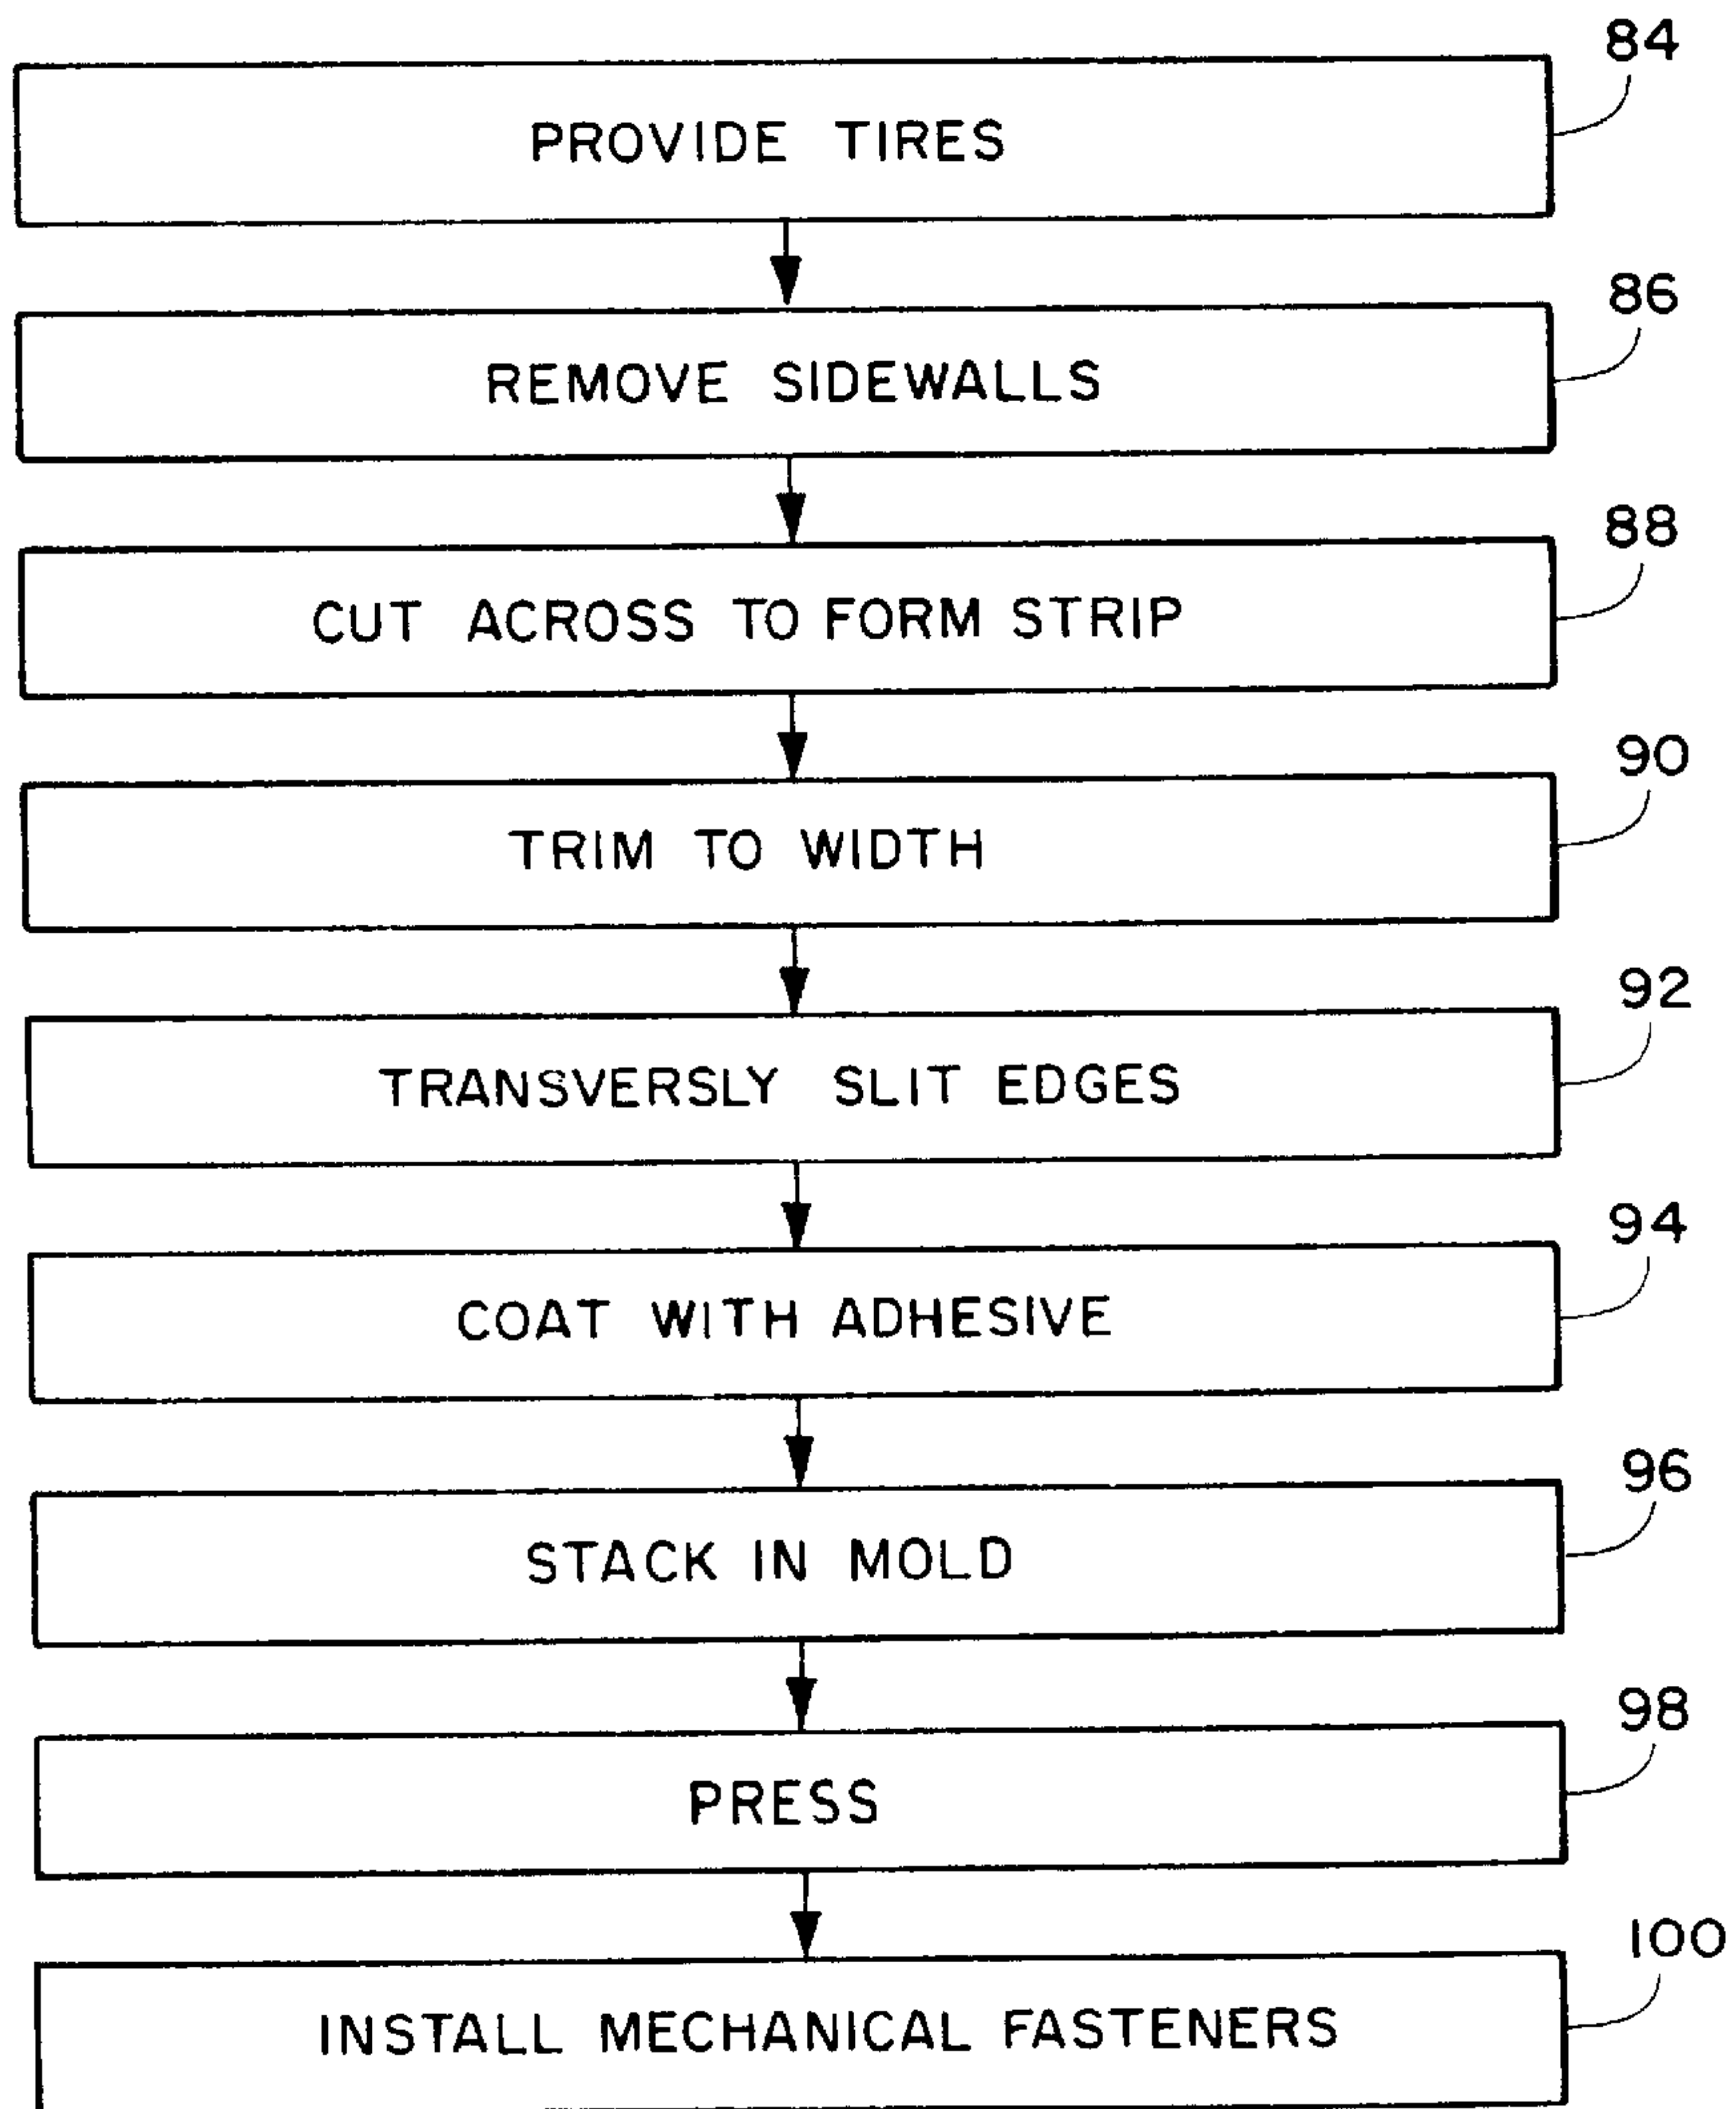 84
PROVIDE TIRES
86
REMOVE SIDEWALLS
88
CUT ACROSS TO FORM STRIP
90
TRIM TO WIDTH
92
TRANSVERSLY SLIT EDGES
94
COAT WITH ADHESIVE
96
STACK IN MOLD
98
PRESS
100
INSTALL MECHANICAL FASTENERS